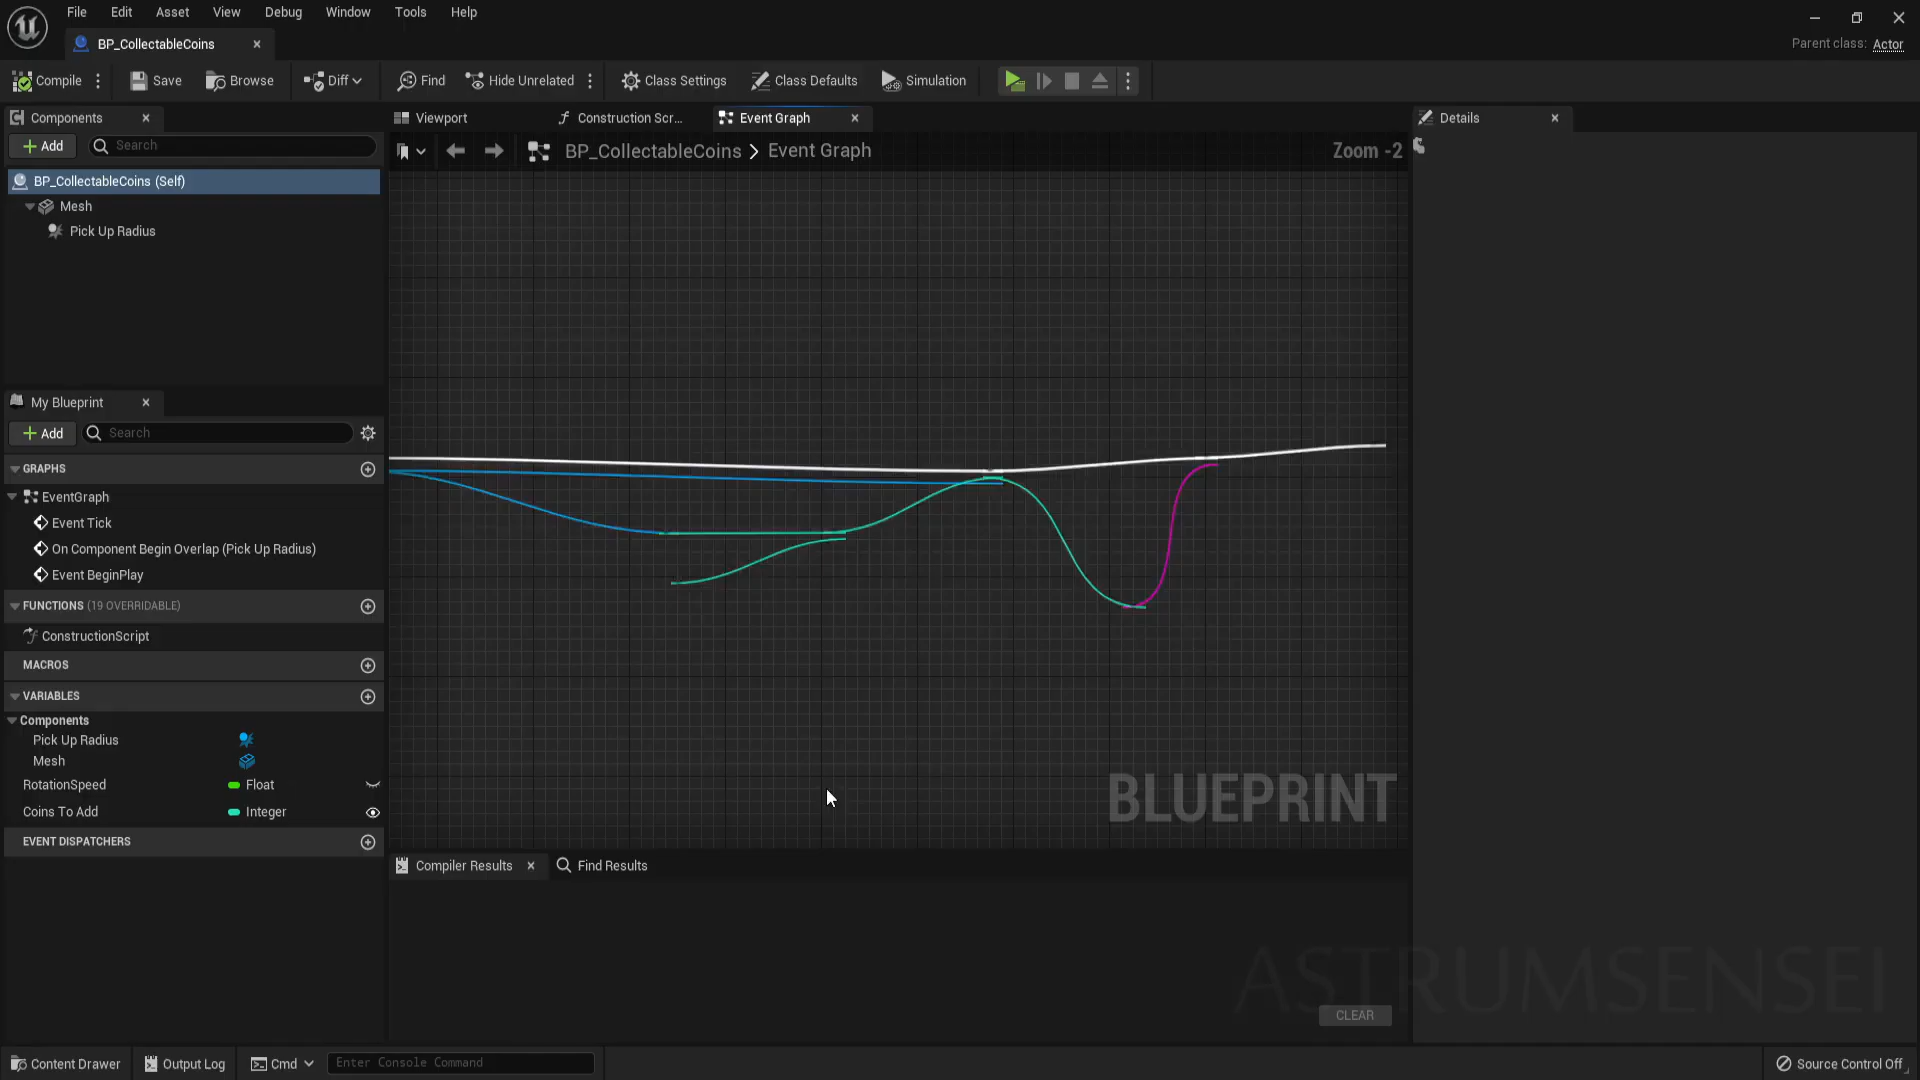 File Edit Asset View Debug Window Tools Help
BP_CollectableCoins
Parent class: Actor
Compile Save Browse Diff Find Hide Unrelated Class Settings Class Defaults Simulation
Components
Viewport Construction Scr... Event Graph
Details
Add Search
BP_CollectableCoins > Event Graph
Zoom -2
BP_CollectableCoins (Self)
Mesh
Pick Up Radius
My Blueprint
Add Search
GRAPHS
EventGraph
Event Tick
On Component Begin Overlap (Pick Up Radius)
Event BeginPlay
FUNCTIONS (19 OVERRIDABLE)
ConstructionScript
MACROS
VARIABLES
Components
Pick Up Radius
Mesh
RotationSpeed Float
Coins To Add Integer
EVENT DISPATCHERS
BLUEPRINT
Compiler Results Find Results
ASTRUMSENSEI
CLEAR
Content Drawer Output Log Cmd Enter Console Command Source Control Off